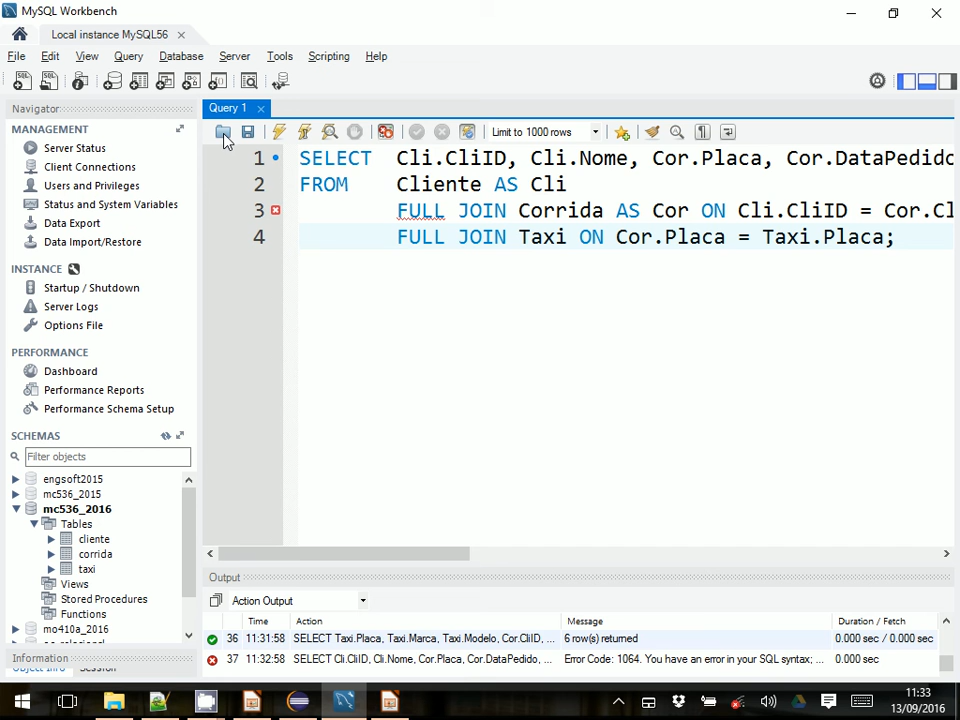 MySQL Workbench
Local instance MySQL56
File Edit View Query Database Server Tools Scripting Help
Navigator
Query 1
MANAGEMENT
Server Status
Client Connections
Users and Privileges
Status and System Variables
Data Export
Data Import/Restore
INSTANCE
Startup / Shutdown
Server Logs
Options File
PERFORMANCE
Dashboard
Performance Reports
Performance Schema Setup
SCHEMAS
Filter objects
engsoft2015
mc536_2015
mc536_2016
Tables
cliente
corrida
taxi
Views
Stored Procedures
Functions
mo410a_2016
Information
Object Info Session
Limit to 1000 rows
1 SELECT Cli.CliID, Cli.Nome, Cor.Placa, Cor.DataPedido
2 FROM Cliente AS Cli
3 FULL JOIN Corrida AS Cor ON Cli.CliID = Cor.Cl
4 FULL JOIN Taxi ON Cor.Placa = Taxi.Placa;
Output
Action Output
Time Action Message Duration / Fetch
36 11:31:58 SELECT Taxi.Placa, Taxi.Marca, Taxi.Modelo, Cor.CliID, ... 6 row(s) returned 0.000 sec / 0.000 sec
37 11:32:58 SELECT Cli.CliID, Cli.Nome, Cor.Placa, Cor.DataPedido, ... Error Code: 1064. You have an error in your SQL syntax; ... 0.000 sec
11:33
13/09/2016